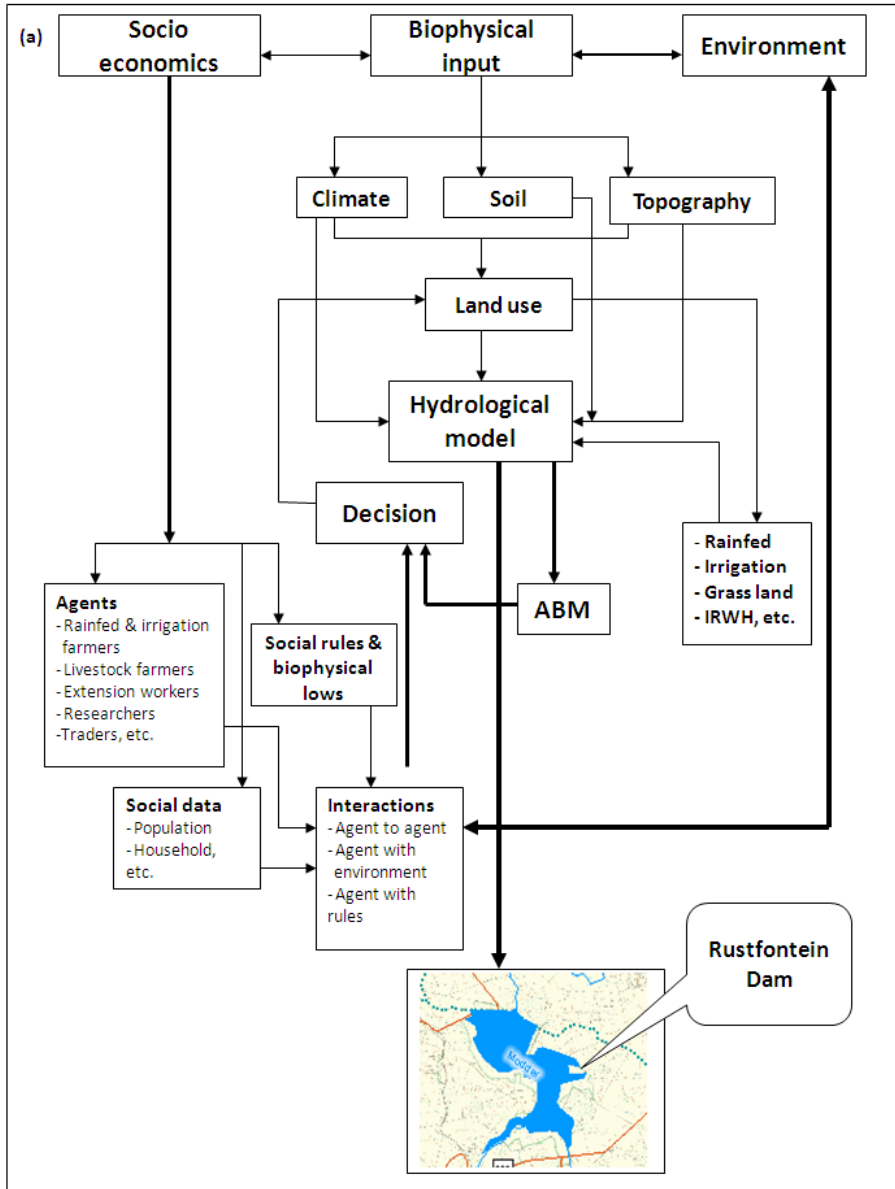 (a)
Socio
economics
Biophysical
input
Environment
Climate
Soil
Topography
Land use
Hydrological
model
Decision
ABM
- Rainfed
- Irrigation
- Grass land
- IRWH, etc.
Agents
- Rainfed & irrigation
farmers
- Livestock farmers
- Extension workers
- Researchers
-Traders, etc.
Social rules &
biophysical
lows
Social data
- Population
- Household,
etc.
Interactions
- Agent to agent
- Agent with
environment
- Agent with
rules
Rustfontein
Dam
Modder